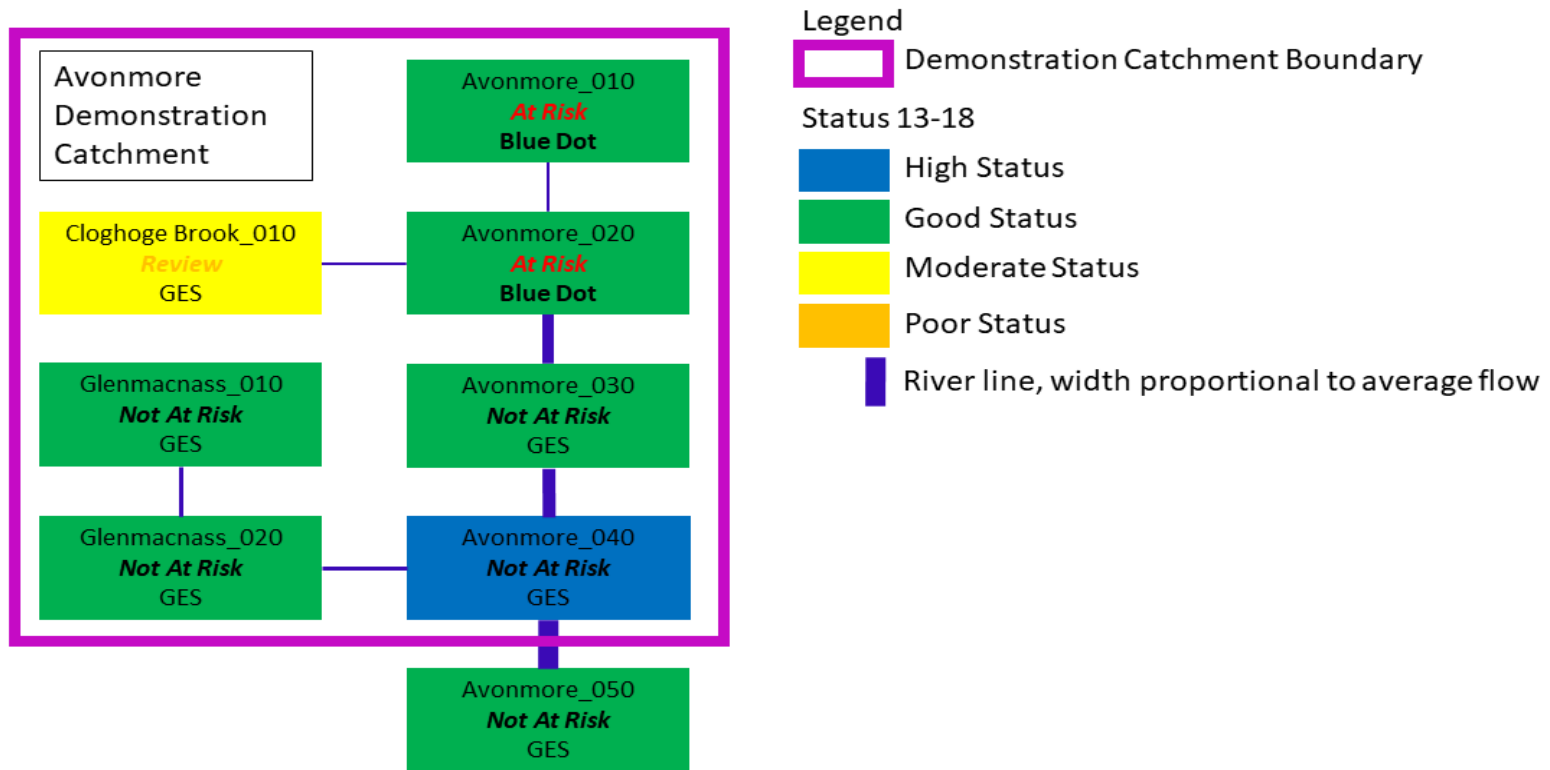 Avonmore
Demonstration
Catchment
Avonmore_010
At Risk
Blue Dot
Cloghoge Brook_010
Review
GES
Avonmore_020
At Risk
Blue Dot
Glenmacnass_010
Not At Risk
GES
Avonmore_030
Not At Risk
GES
Glenmacnass_020
Not At Risk
GES
Avonmore_040
Not At Risk
GES
Avonmore_050
Not At Risk
GES
Legend
Demonstration Catchment Boundary
Status 13-18
High Status
Good Status
Moderate Status
Poor Status
River line, width proportional to average flow